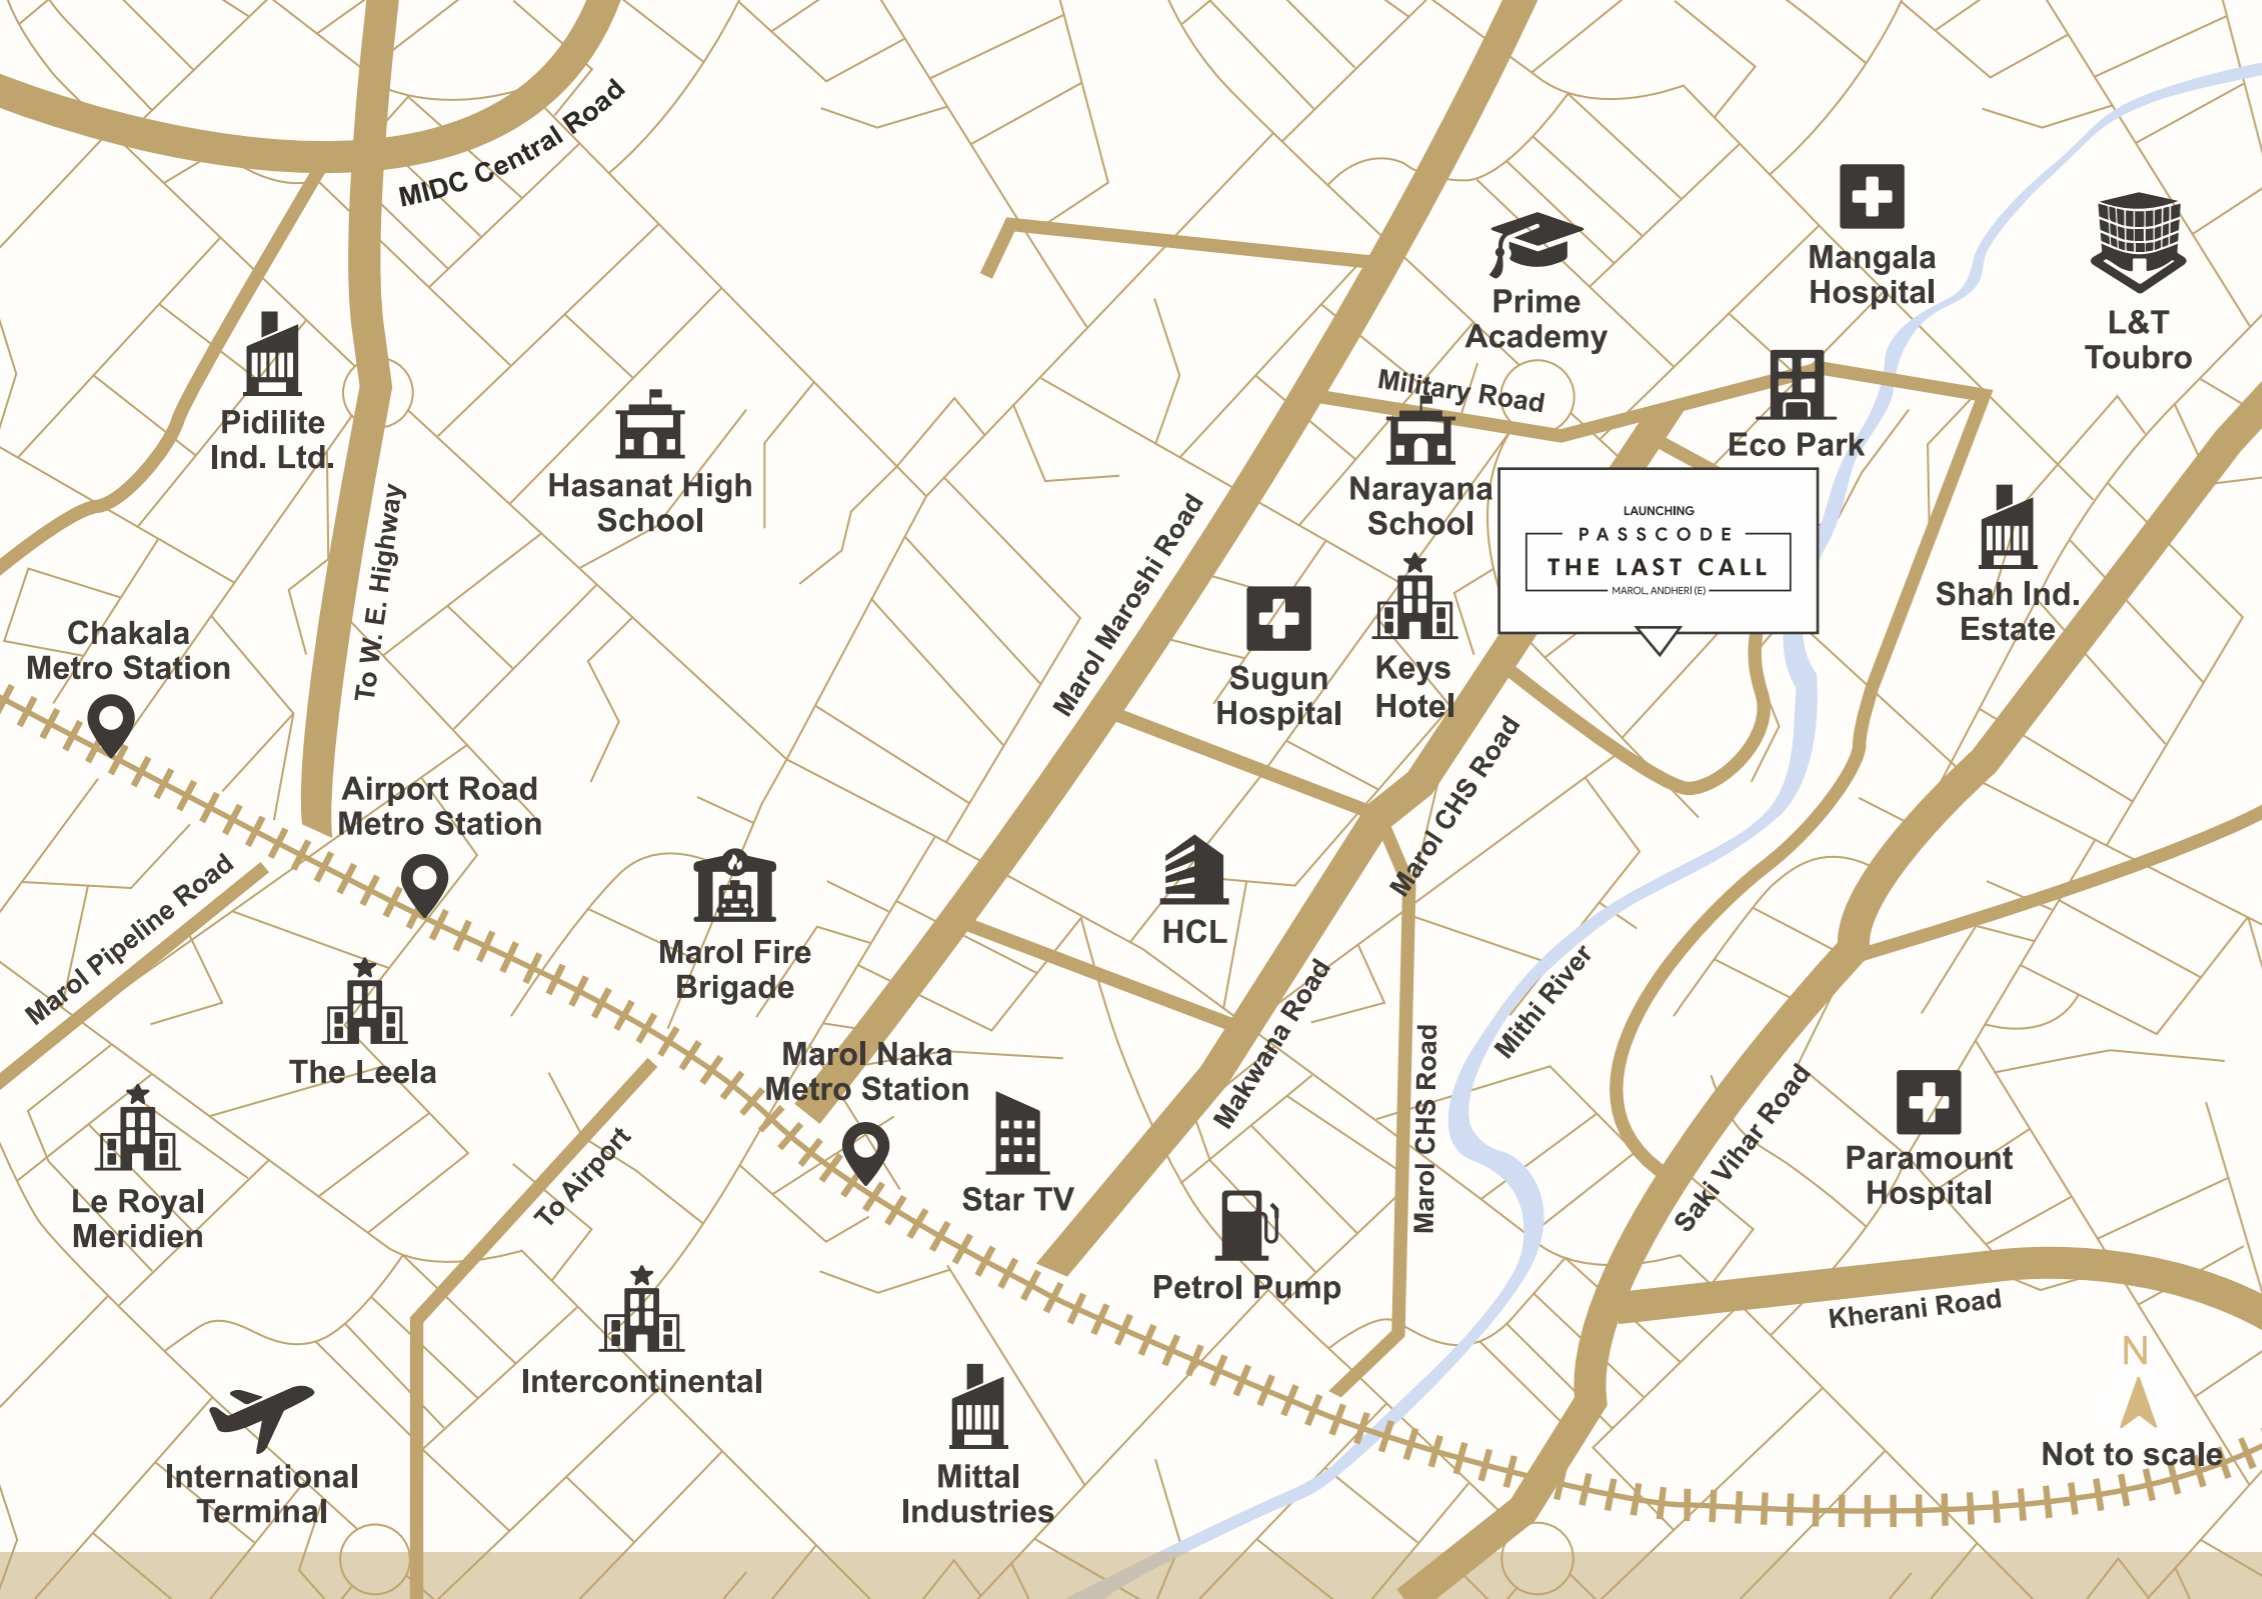 MIDC Central Road
Mangala
Hospital
L&T
Toubro
Prime
Academy
Military Road
Pidilite
Ind. Ltd.
Hasanat High
School
Eco Park
Narayana
School
LAUNCHING
PASSCODE
THE LAST CALL
MAROL, ANDHERI (E)
To W. E. Highway
Marol Maroshi Road
Shah Ind.
Estate
Chakala
Metro Station
Sugun
Hospital
Keys
Hotel
Airport Road
Metro Station
Marol CHS Road
Marol Pipeline Road
Marol Fire
Brigade
HCL
The Leela
Marol Naka
Metro Station
Makwana Road
Marol CHS Road
Mithi River
Saki Vihar Road
Paramount
Hospital
To Airport
Le Royal
Meridien
Star TV
Petrol Pump
Kherani Road
Intercontinental
International
Terminal
Mittal
Industries
N
Not to scale